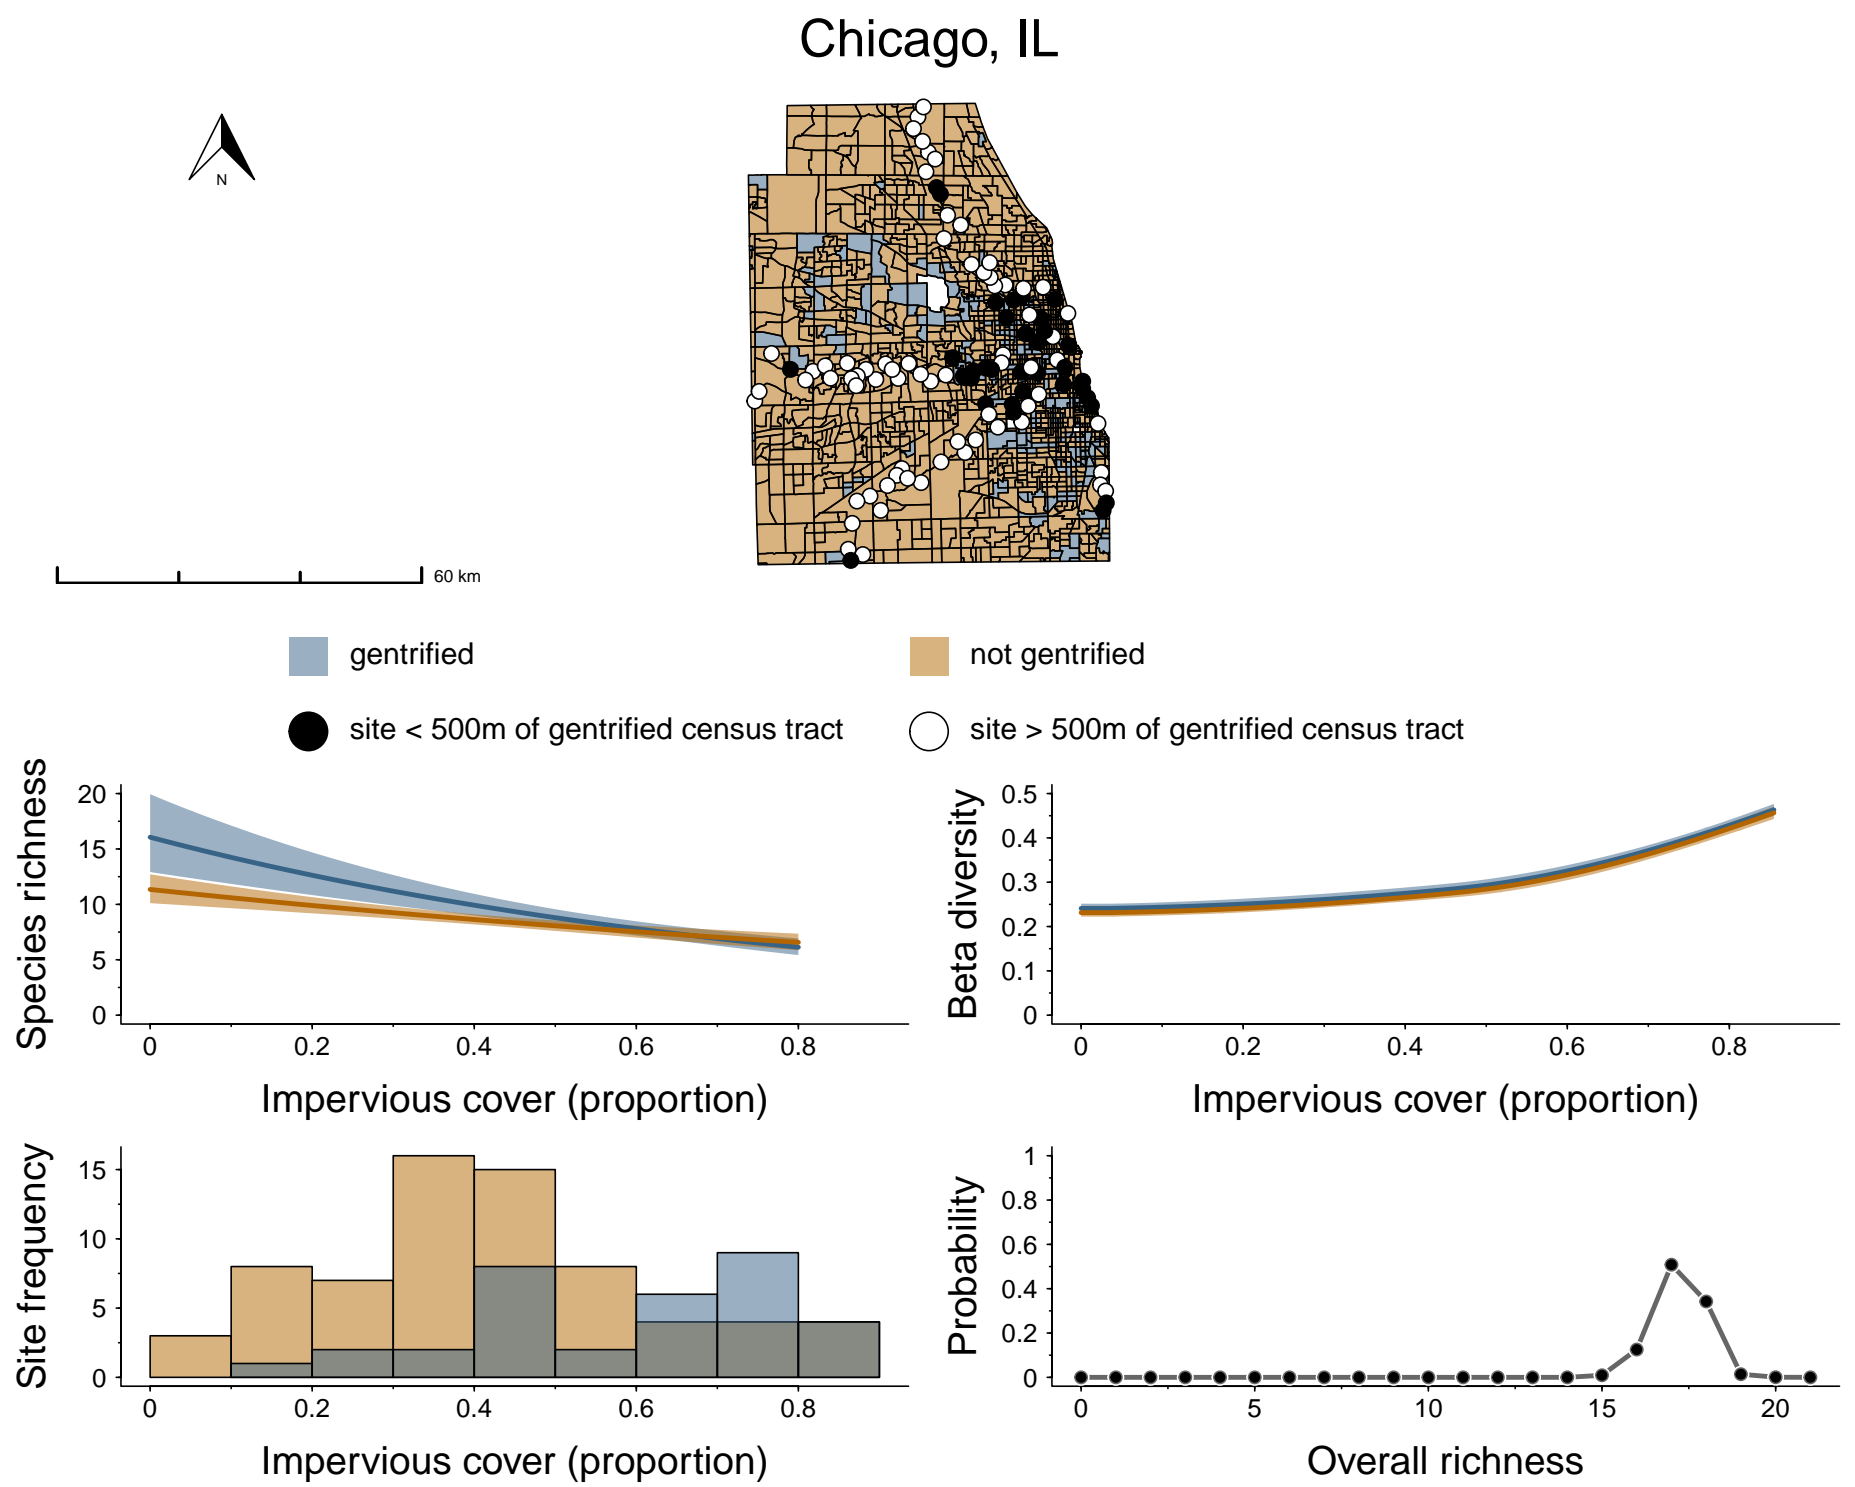 Chicago, IL
N
60 km
gentrified
not gentrified
site < 500m of gentrified census tract
site > 500m of gentrified census tract
Species richness
20
15
10
5
0
0 0.2 0.4 0.6 0.8
Impervious cover (proportion)
Beta diversity
0.5
0.4
0.3
0.2
0.1
0
0 0.2 0.4 0.6 0.8
Impervious cover (proportion)
Site frequency
15
10
5
0
0 0.2 0.4 0.6 0.8
Impervious cover (proportion)
Probability
1
0.8
0.6
0.4
0.2
0
0 5 10 15 20
Overall richness